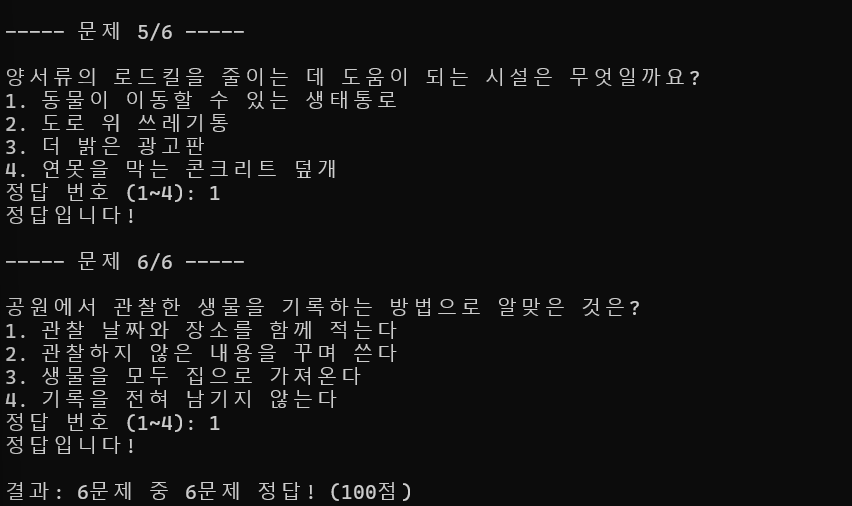 ----- 문제 5/6 -----
양서류의 로드킬을 줄이는 데 도움이 되는 시설은 무엇일까요?
1. 동물이 이동할 수 있는 생태통로
2. 도로 위 쓰레기통
3. 더 밝은 광고판
4. 연못을 막는 콘크리트 덮개
정답 번호 (1~4): 1
정답입니다!
----- 문제 6/6 -----
공원에서 관찰한 생물을 기록하는 방법으로 알맞은 것은?
1. 관찰 날짜와 장소를 함께 적는다
2. 관찰하지 않은 내용을 꾸며 쓴다
3. 생물을 모두 집으로 가져온다
4. 기록을 전혀 남기지 않는다
정답 번호 (1~4): 1
정답입니다!
결과: 6문제 중 6문제 정답! (100점)